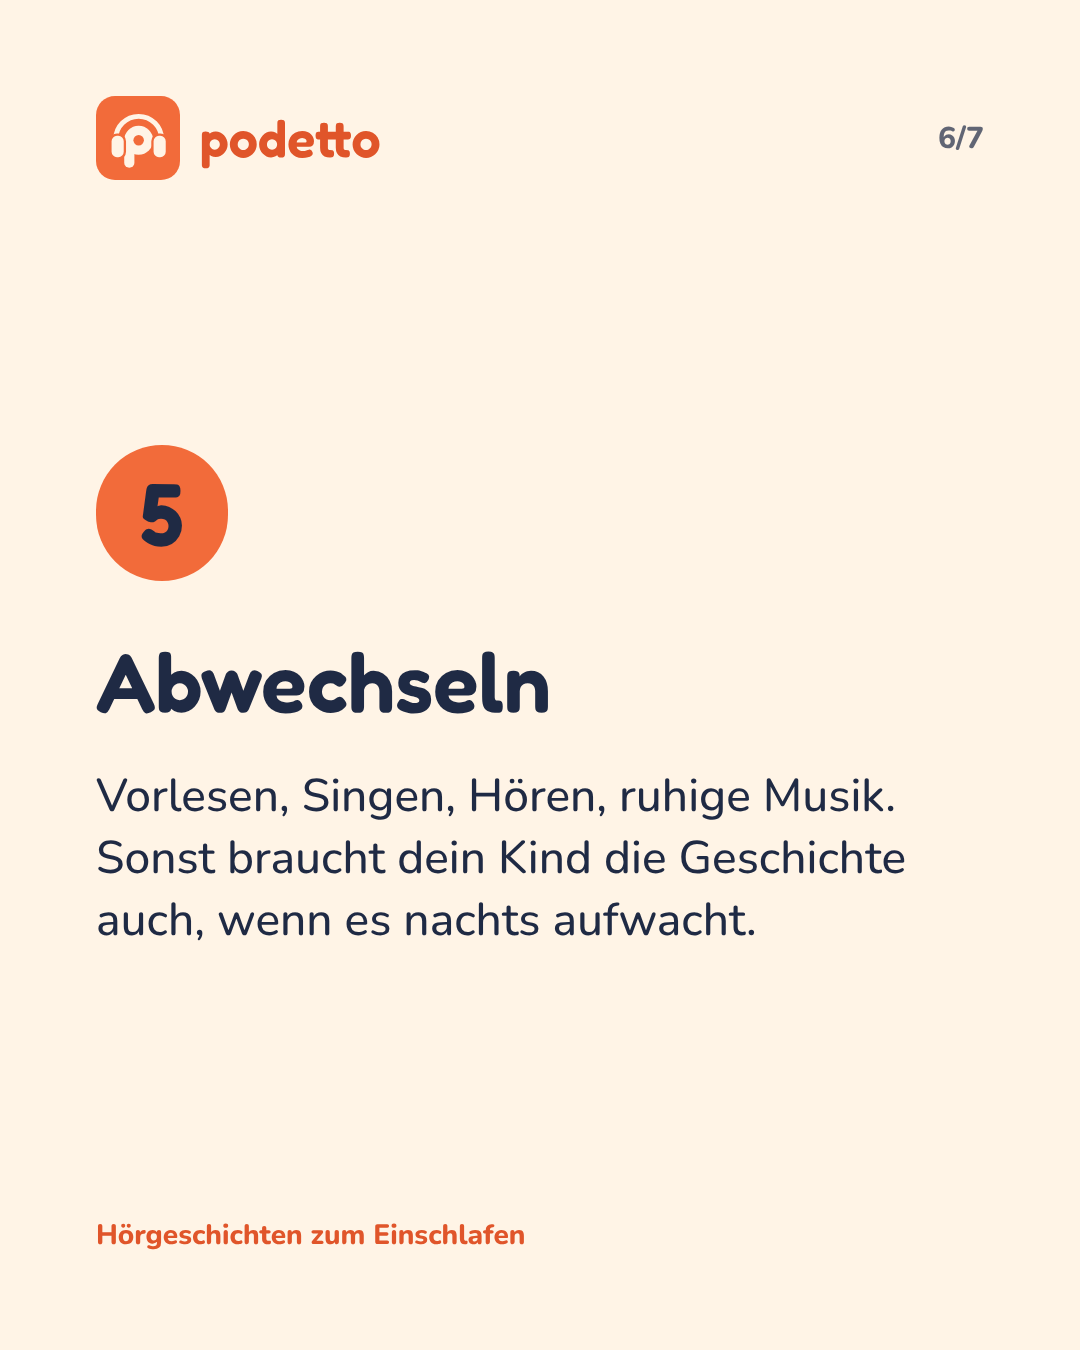 podetto
6/7
5
Abwechseln
Vorlesen, Singen, Hören, ruhige Musik.
Sonst braucht dein Kind die Geschichte
auch, wenn es nachts aufwacht.
Hörgeschichten zum Einschlafen